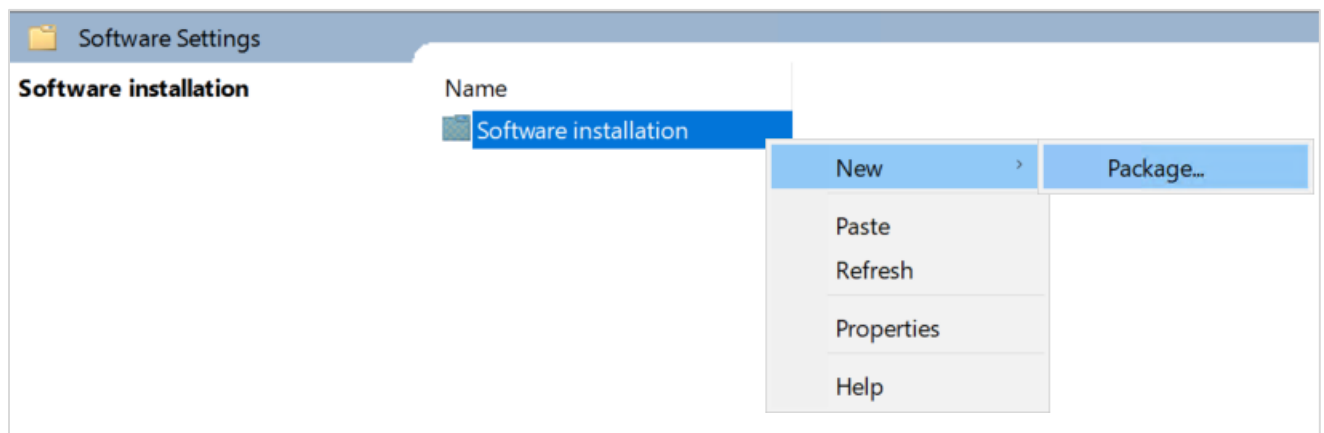 Software Settings
Software installation
Name
Software installation
New
Package...
Paste
Refresh
Properties
Help